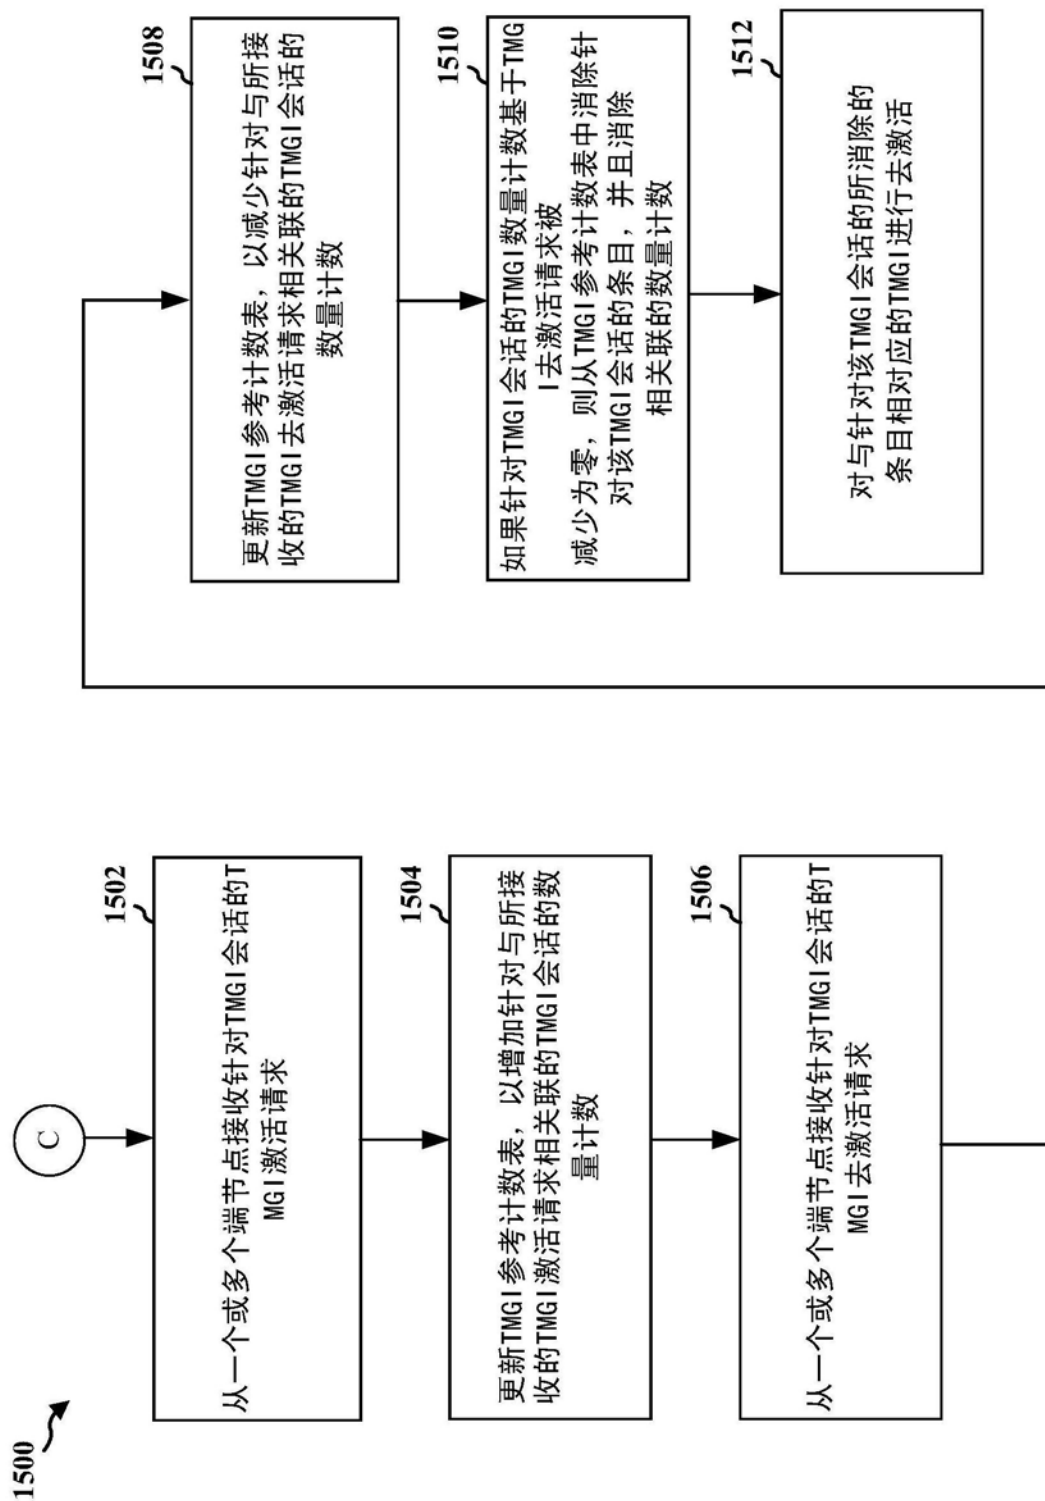 1500
C
1502
从一个或多个端节点接收针对TMGI会话的T
MGI激活请求
1504
更新TMGI参考计数表，以增加针对与所接
收的TMGI激活请求相关联的TMGI会话的数
量计数
1506
从一个或多个端节点接收针对TMGI会话的T
MGI去激活请求
1508
更新TMGI参考计数表，以减少针对与所接
收的TMGI去激活请求相关联的TMGI会话的
数量计数
1510
如果针对TMGI会话的TMGI数量计数基于TMG
I去激活请求被
减少为零，则从TMGI参考计数表中消除针
对该TMGI会话的条目，并且消除
相关联的数量计数
1512
对与针对该TMGI会话的所消除的
条目相对应的TMGI进行去激活